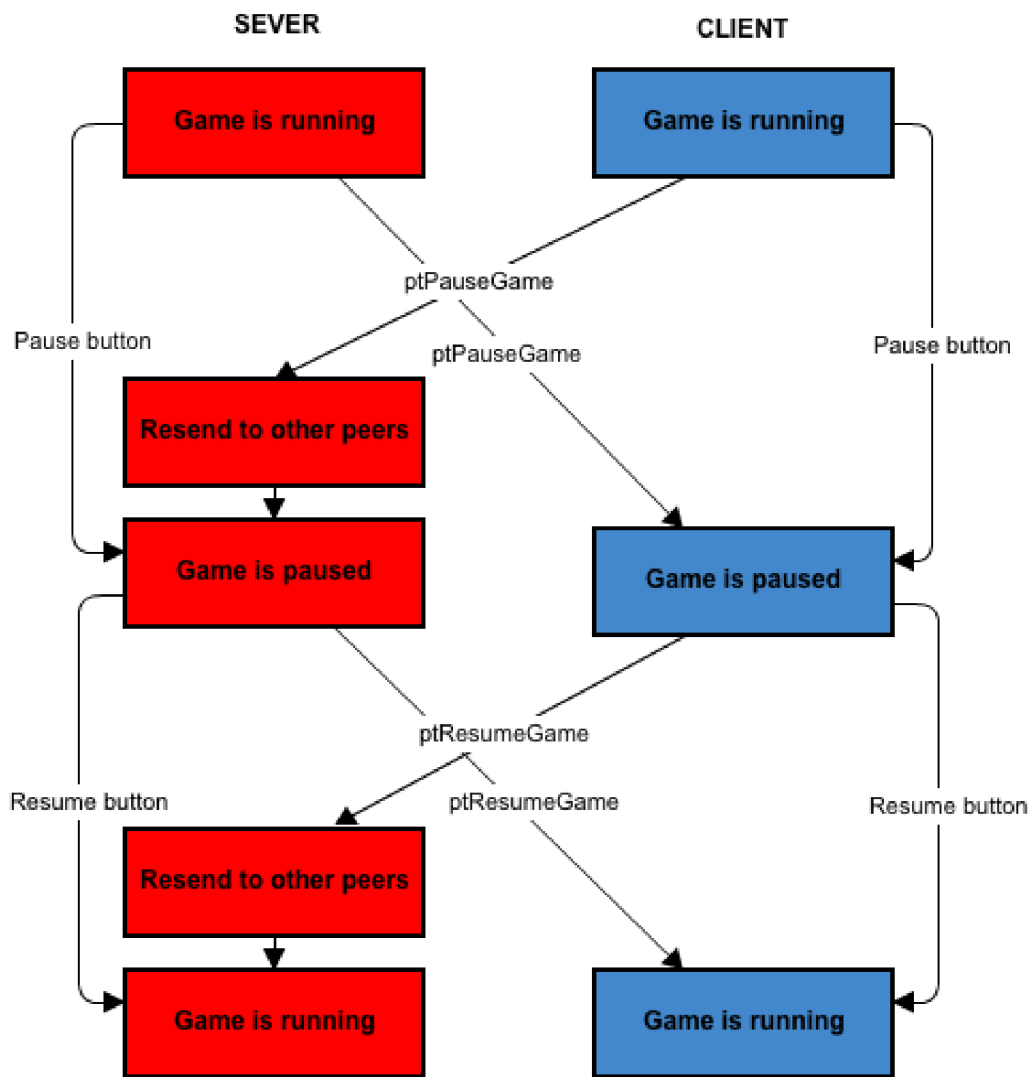 SEVER
CLIENT
Game is running
Game is running
ptPauseGame
Pause button
Pause button
ptPauseGame
Resend to other peers
Game is paused
Game is paused
ptResumeGame
Resume button
ptResumeGame
Resume button
Resend to other peers
Game is running
Game is running